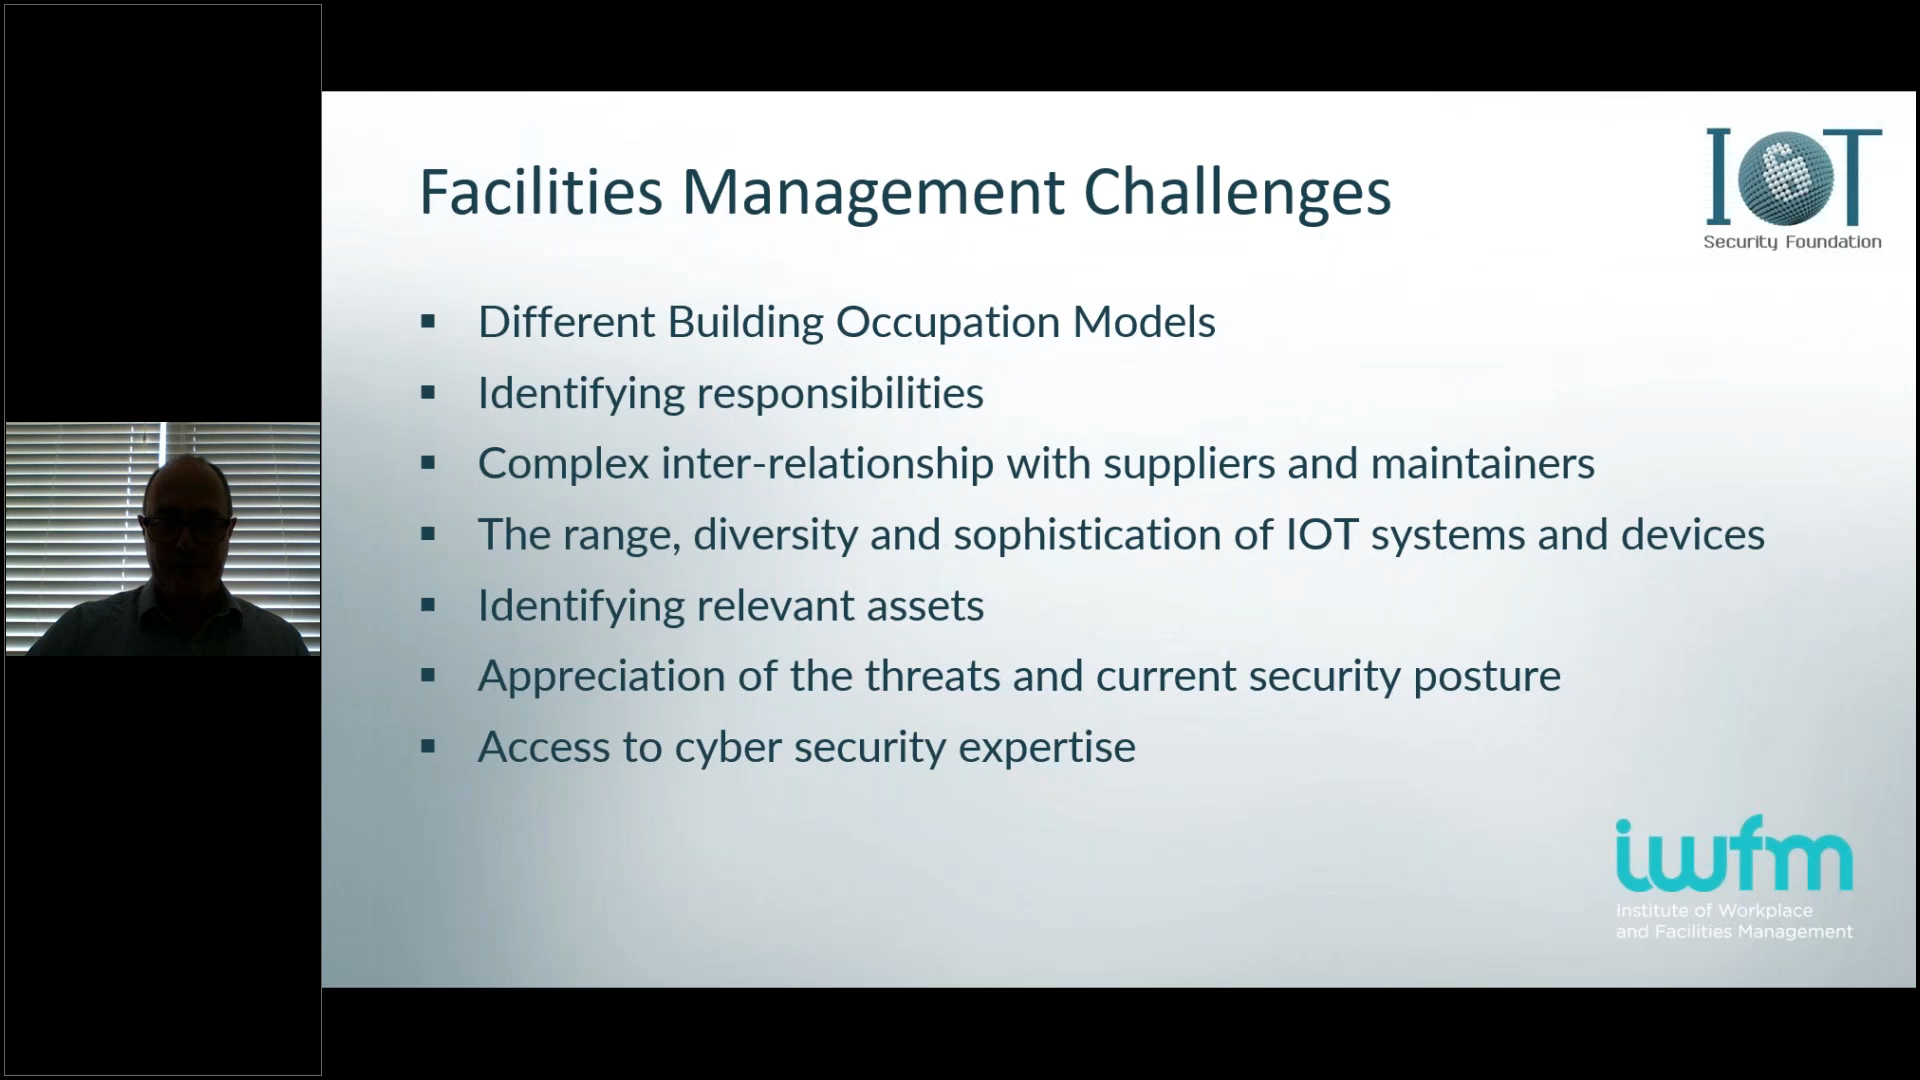 Facilities Management Challenges
IOT
Security Foundation
Different Building Occupation Models
Identifying responsibilities
Complex inter-relationship with suppliers and maintainers
The range, diversity and sophistication of IOT systems and devices
Identifying relevant assets
Appreciation of the threats and current security posture
Access to cyber security expertise
iwfm
Institute of Workplace
and Facilities Management